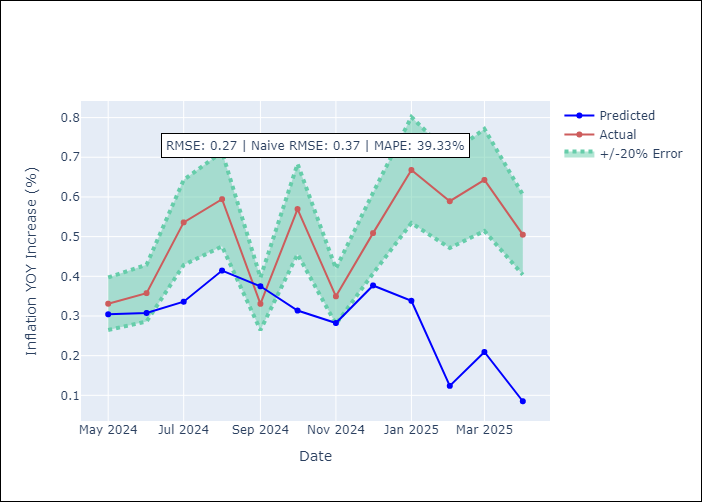 RMSE: 0.27 | Naive RMSE: 0.37 | MAPE: 39.33%
Predicted
Actual
+/-20% Error
Inflation YOY Increase (%)
0.8
0.7
0.6
0.5
0.4
0.3
0.2
0.1
May 2024 Jul 2024 Sep 2024 Nov 2024 Jan 2025 Mar 2025
Date